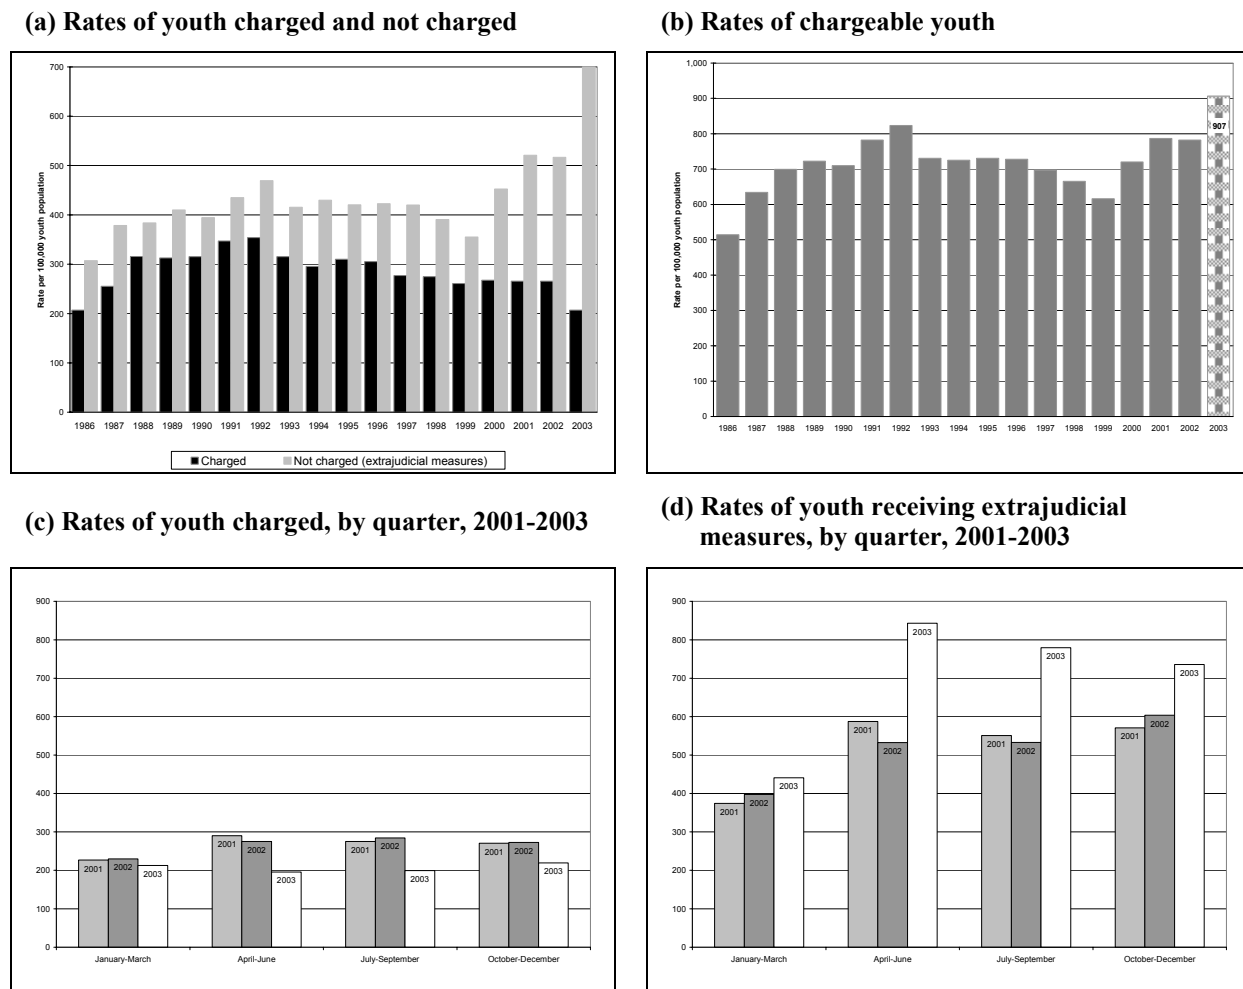 (a) Rates of youth charged and not charged
(b) Rates of chargeable youth
700
600
500
400
300
200
100
0
Rate per 100,000 youth population
1986 1987 1988 1989 1990 1991 1992 1993 1994 1995 1996 1997 1998 1999 2000 2001 2002 2003
Charged Not charged (extrajudicial measures)
1,000
900
800
700
600
500
400
300
200
100
0
Rate per 100,000 youth population
907
1986 1987 1988 1989 1990 1991 1992 1993 1994 1995 1996 1997 1998 1999 2000 2001 2002 2003
(c) Rates of youth charged, by quarter, 2001-2003
(d) Rates of youth receiving extrajudicial
measures, by quarter, 2001-2003
900
800
700
600
500
400
300
200
100
0
2001 2002 2003
2001 2002 2003
2001 2002 2003
2001 2002 2003
January-March April-June July-September October-December
900
800
700
600
500
400
300
200
100
0
2001 2002 2003
2001 2002 2003
2001 2002 2003
2001 2002 2003
January-March April-June July-September October-December